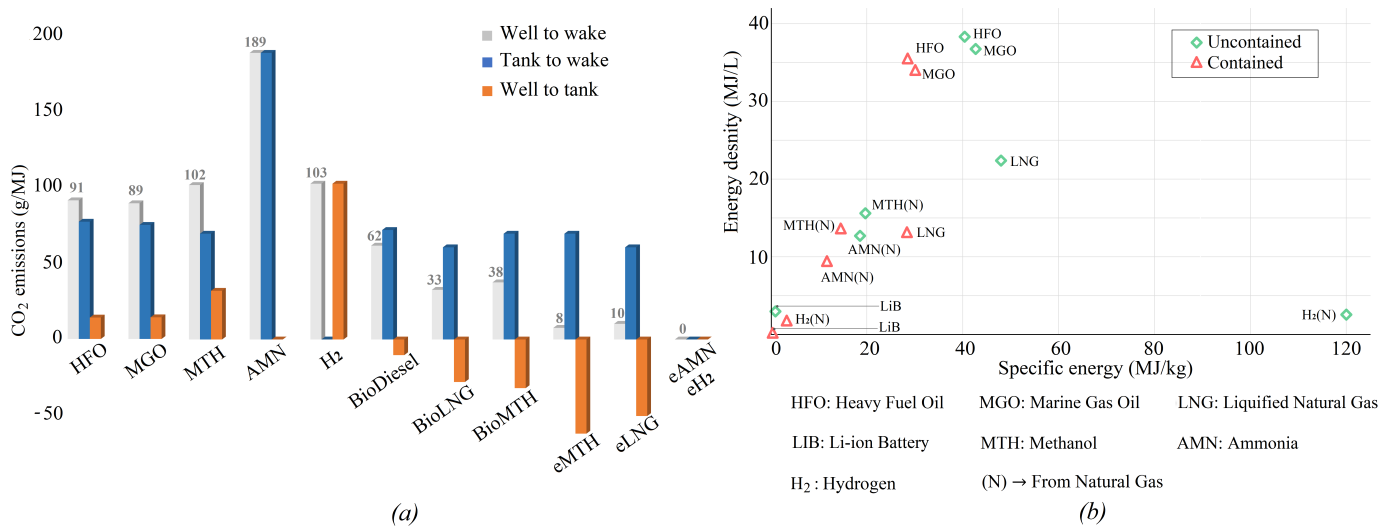 200
150
100
50
0
- 50
CO₂ emissions (g/MJ)
Well to wake
Tank to wake
Well to tank
91
89
102
189
103
62
33
38
8
10
0
HFO
MGO
MTH
AMN
H₂
BioDiesel
BioLNG
BioMTH
eMTH
eLNG
eAMN
eH₂
(a)
Energy desnity (MJ/L)
40
30
20
10
Uncontained
Contained
HFO
MGO
HFO
MGO
LNG
MTH(N)
MTH(N)
LNG
AMN(N)
AMN(N)
LiB
H₂(N)
LiB
H₂(N)
20
40
60
80
100
120
Specific energy (MJ/kg)
HFO: Heavy Fuel Oil MGO: Marine Gas Oil LNG: Liquified Natural Gas
LIB: Li-ion Battery MTH: Methanol AMN: Ammonia
H₂ : Hydrogen (N) → From Natural Gas
(b)